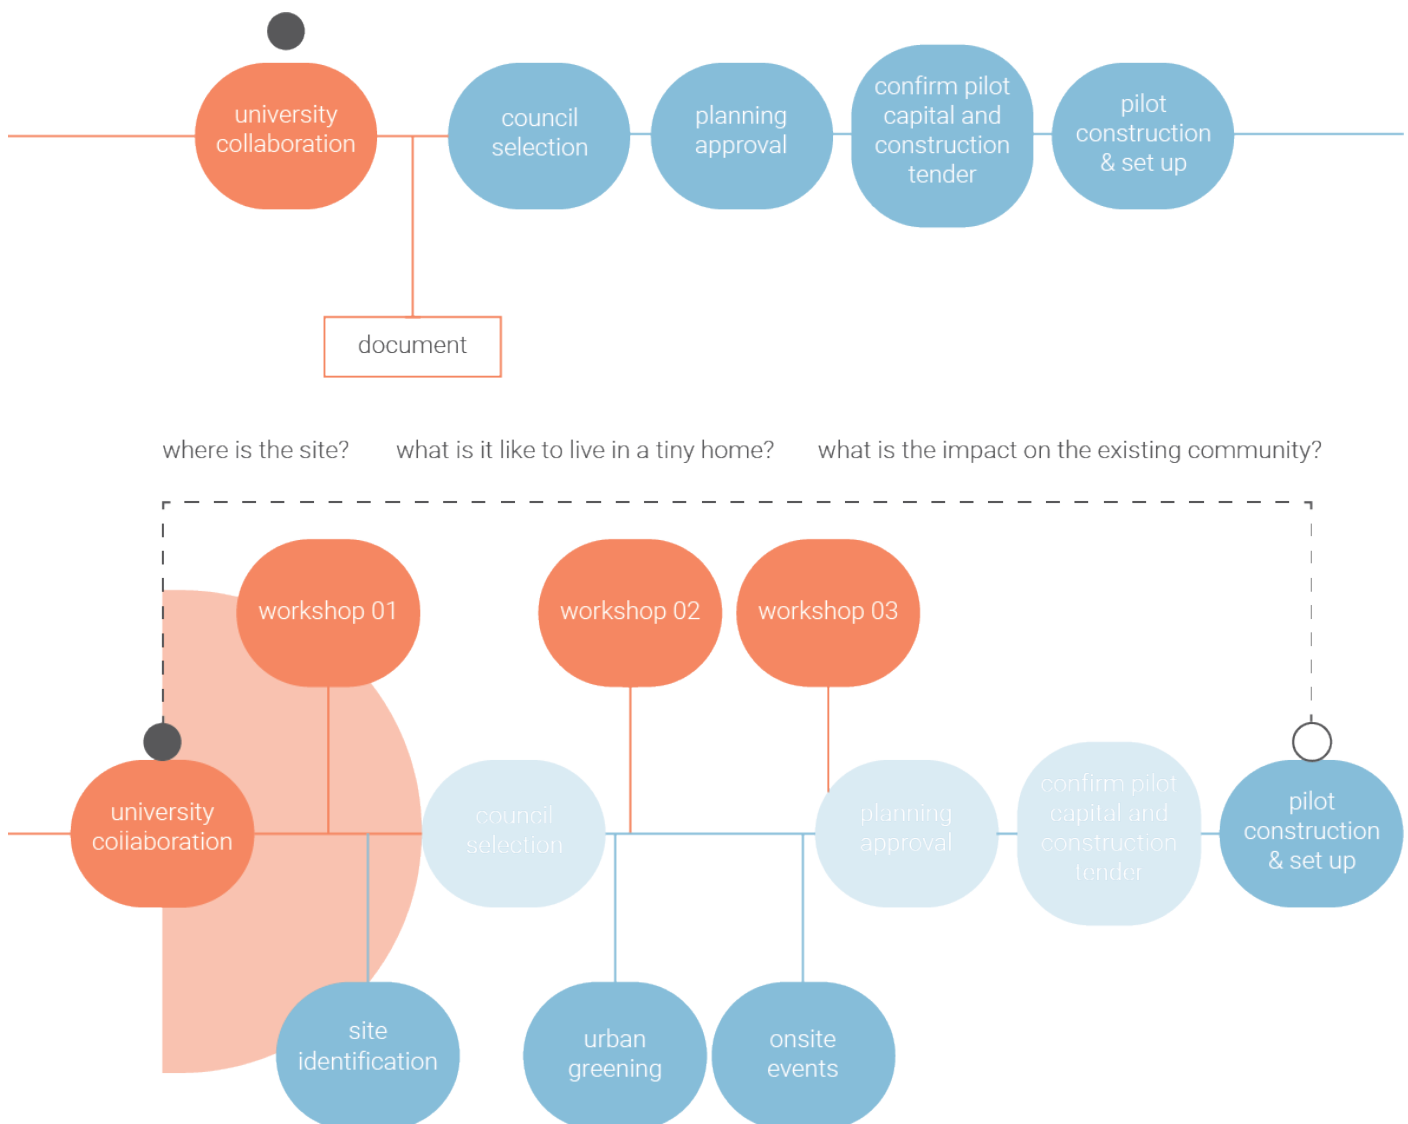 university
collaboration
council
selection
planning
approval
confirm pilot
capital and
construction
tender
pilot
construction
& set up
document
where is the site?
what is it like to live in a tiny home?
what is the impact on the existing community?
workshop 01
workshop 02
workshop 03
university
collaboration
council
selection
planning
approval
confirm pilot
capital and
construction
tender
pilot
construction
& set up
site
identification
urban
greening
onsite
events